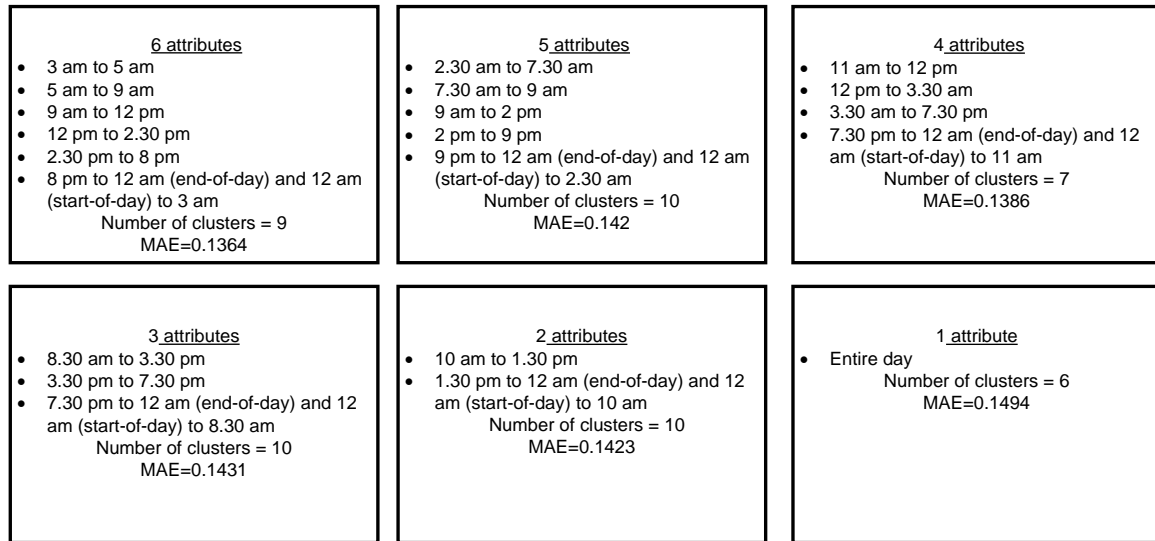 6 attributes
• 3 am to 5 am
• 5 am to 9 am
• 9 am to 12 pm
• 12 pm to 2.30 pm
• 2.30 pm to 8 pm
• 8 pm to 12 am (end-of-day) and 12 am
(start-of-day) to 3 am
Number of clusters = 9
MAE=0.1364
5 attributes
• 2.30 am to 7.30 am
• 7.30 am to 9 am
• 9 am to 2 pm
• 2 pm to 9 pm
• 9 pm to 12 am (end-of-day) and 12 am
(start-of-day) to 2.30 am
Number of clusters = 10
MAE=0.142
4 attributes
• 11 am to 12 pm
• 12 pm to 3.30 am
• 3.30 am to 7.30 pm
• 7.30 pm to 12 am (end-of-day) and 12
am (start-of-day) to 11 am
Number of clusters = 7
MAE=0.1386
3 attributes
• 8.30 am to 3.30 pm
• 3.30 pm to 7.30 pm
• 7.30 pm to 12 am (end-of-day) and 12
am (start-of-day) to 8.30 am
Number of clusters = 10
MAE=0.1431
2 attributes
• 10 am to 1.30 pm
• 1.30 pm to 12 am (end-of-day) and 12
am (start-of-day) to 10 am
Number of clusters = 10
MAE=0.1423
1 attribute
• Entire day
Number of clusters = 6
MAE=0.1494